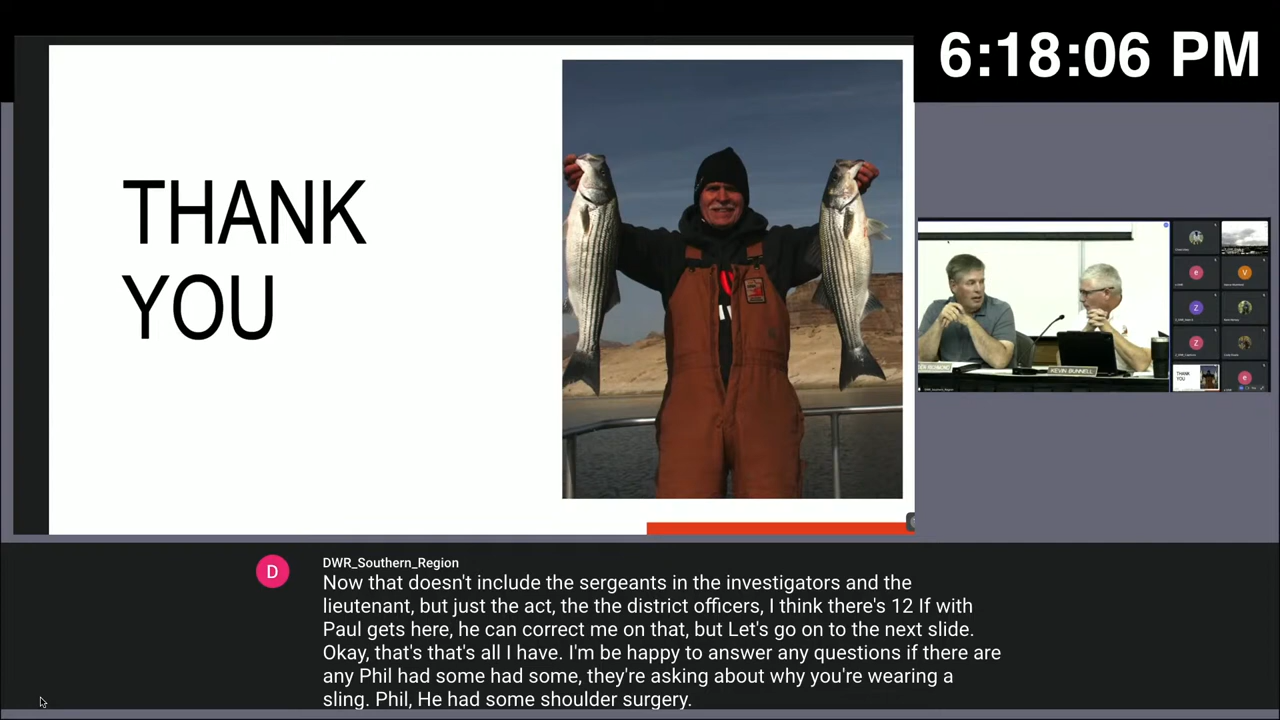 6:18:06 PM
THANK
YOU
KEVIN BUNNELL
DWR_Southern_Region
THANK
YOU
D
DWR_Southern_Region
Now that doesn't include the sergeants in the investigators and the
lieutenant, but just the act, the the district officers, I think there's 12 If with
Paul gets here, he can correct me on that, but Let's go on to the next slide.
Okay, that's that's all I have. I'm be happy to answer any questions if there are
any Phil had some had some, they're asking about why you're wearing a
sling. Phil, He had some shoulder surgery.